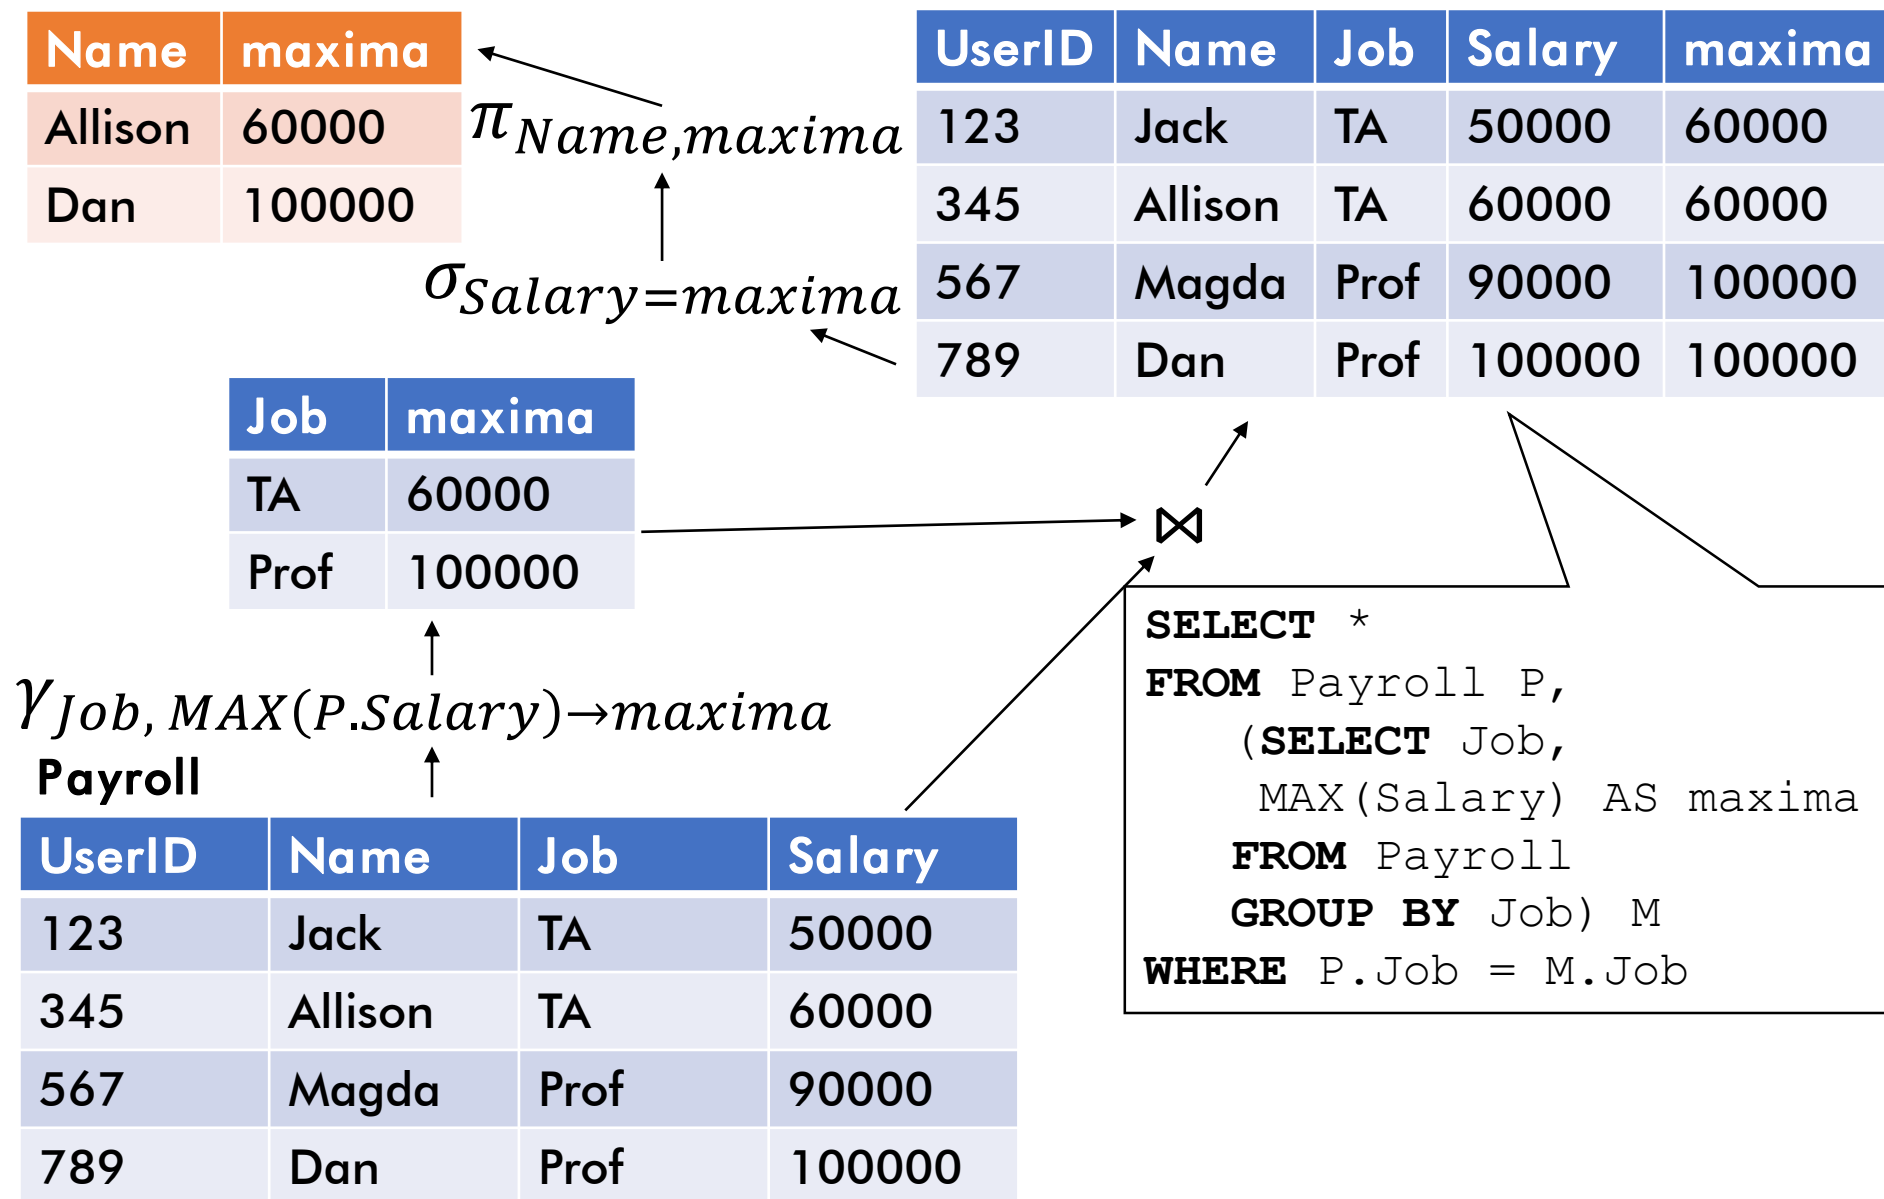 Name maxima
Allison 60000
Dan 100000
π Name,maxima
σ Salary=maxima
UserID Name Job Salary maxima
123 Jack TA 50000 60000
345 Allison TA 60000 60000
567 Magda Prof 90000 100000
789 Dan Prof 100000 100000
Job maxima
TA 60000
Prof 100000
⋈
γ Job, MAX(P.Salary)→maxima
Payroll
UserID Name Job Salary
123 Jack TA 50000
345 Allison TA 60000
567 Magda Prof 90000
789 Dan Prof 100000
SELECT *
FROM Payroll P,
(SELECT Job,
MAX(Salary) AS maxima
FROM Payroll
GROUP BY Job) M
WHERE P.Job = M.Job